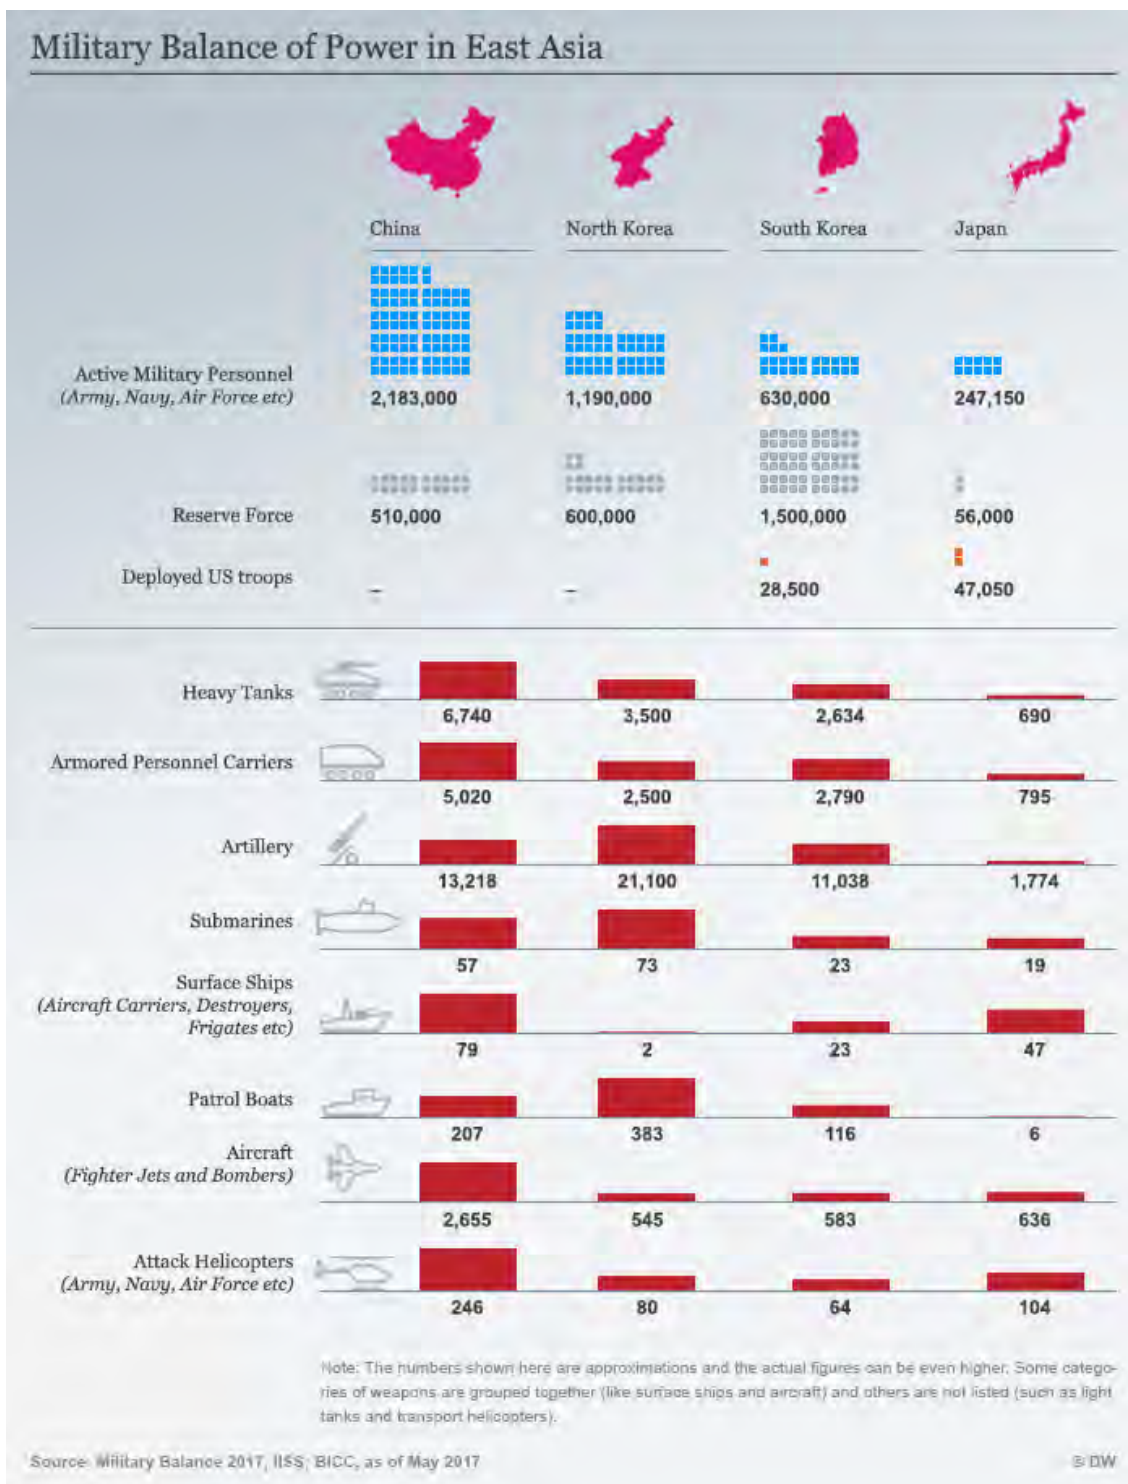 Military Balance of Power in East Asia
China North Korea South Korea Japan
Active Military Personnel
(Army, Navy, Air Force etc)
2,183,000 1,190,000 630,000 247,150
Reserve Force
510,000 600,000 1,500,000 56,000
Deployed US troops
– – 28,500 47,050
Heavy Tanks
6,740 3,500 2,634 690
Armored Personnel Carriers
5,020 2,500 2,790 795
Artillery
13,218 21,100 11,038 1,774
Submarines
57 73 23 19
Surface Ships
(Aircraft Carriers, Destroyers,
Frigates etc)
79 2 23 47
Patrol Boats
207 383 116 6
Aircraft
(Fighter Jets and Bombers)
2,655 545 583 636
Attack Helicopters
(Army, Navy, Air Force etc)
246 80 64 104
Note: The numbers shown here are approximations and the actual figures can be even higher. Some catego-
ries of weapons are grouped together (like surface ships and aircraft) and others are not listed (such as light
tanks and transport helicopters).
Source: Military Balance 2017, IISS; BICC, as of May 2017
© DW